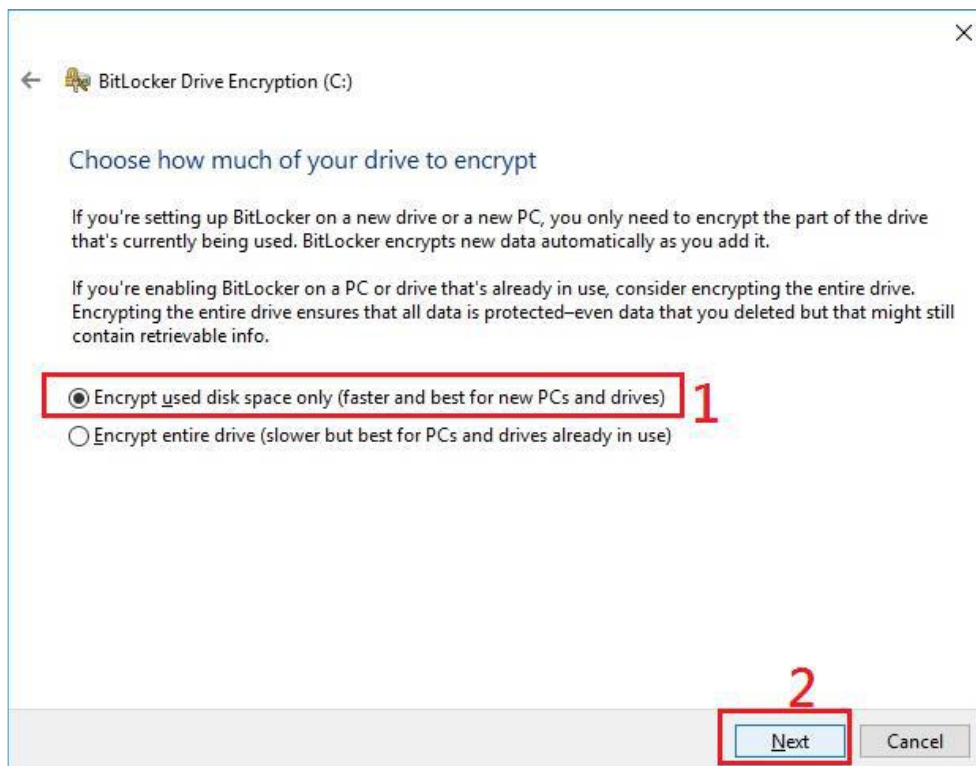 BitLocker Drive Encryption (C:)
Choose how much of your drive to encrypt
If you're setting up BitLocker on a new drive or a new PC, you only need to encrypt the part of the drive
that's currently being used. BitLocker encrypts new data automatically as you add it.
If you're enabling BitLocker on a PC or drive that's already in use, consider encrypting the entire drive.
Encrypting the entire drive ensures that all data is protected–even data that you deleted but that might still
contain retrievable info.
Encrypt used disk space only (faster and best for new PCs and drives) 1
Encrypt entire drive (slower but best for PCs and drives already in use)
2
Next Cancel